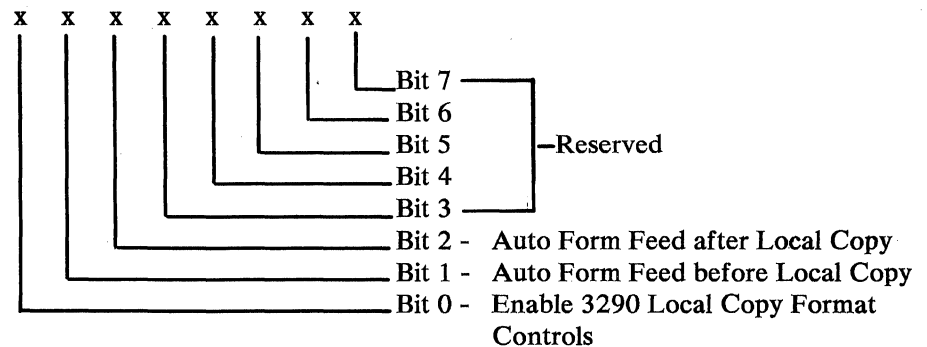 x x x x x x x x
Bit 7
Bit 6
Bit 5
Reserved
Bit 4
Bit 3
Bit 2 - Auto Form Feed after Local Copy
Bit 1 - Auto Form Feed before Local Copy
Bit 0 - Enable 3290 Local Copy Format
Controls